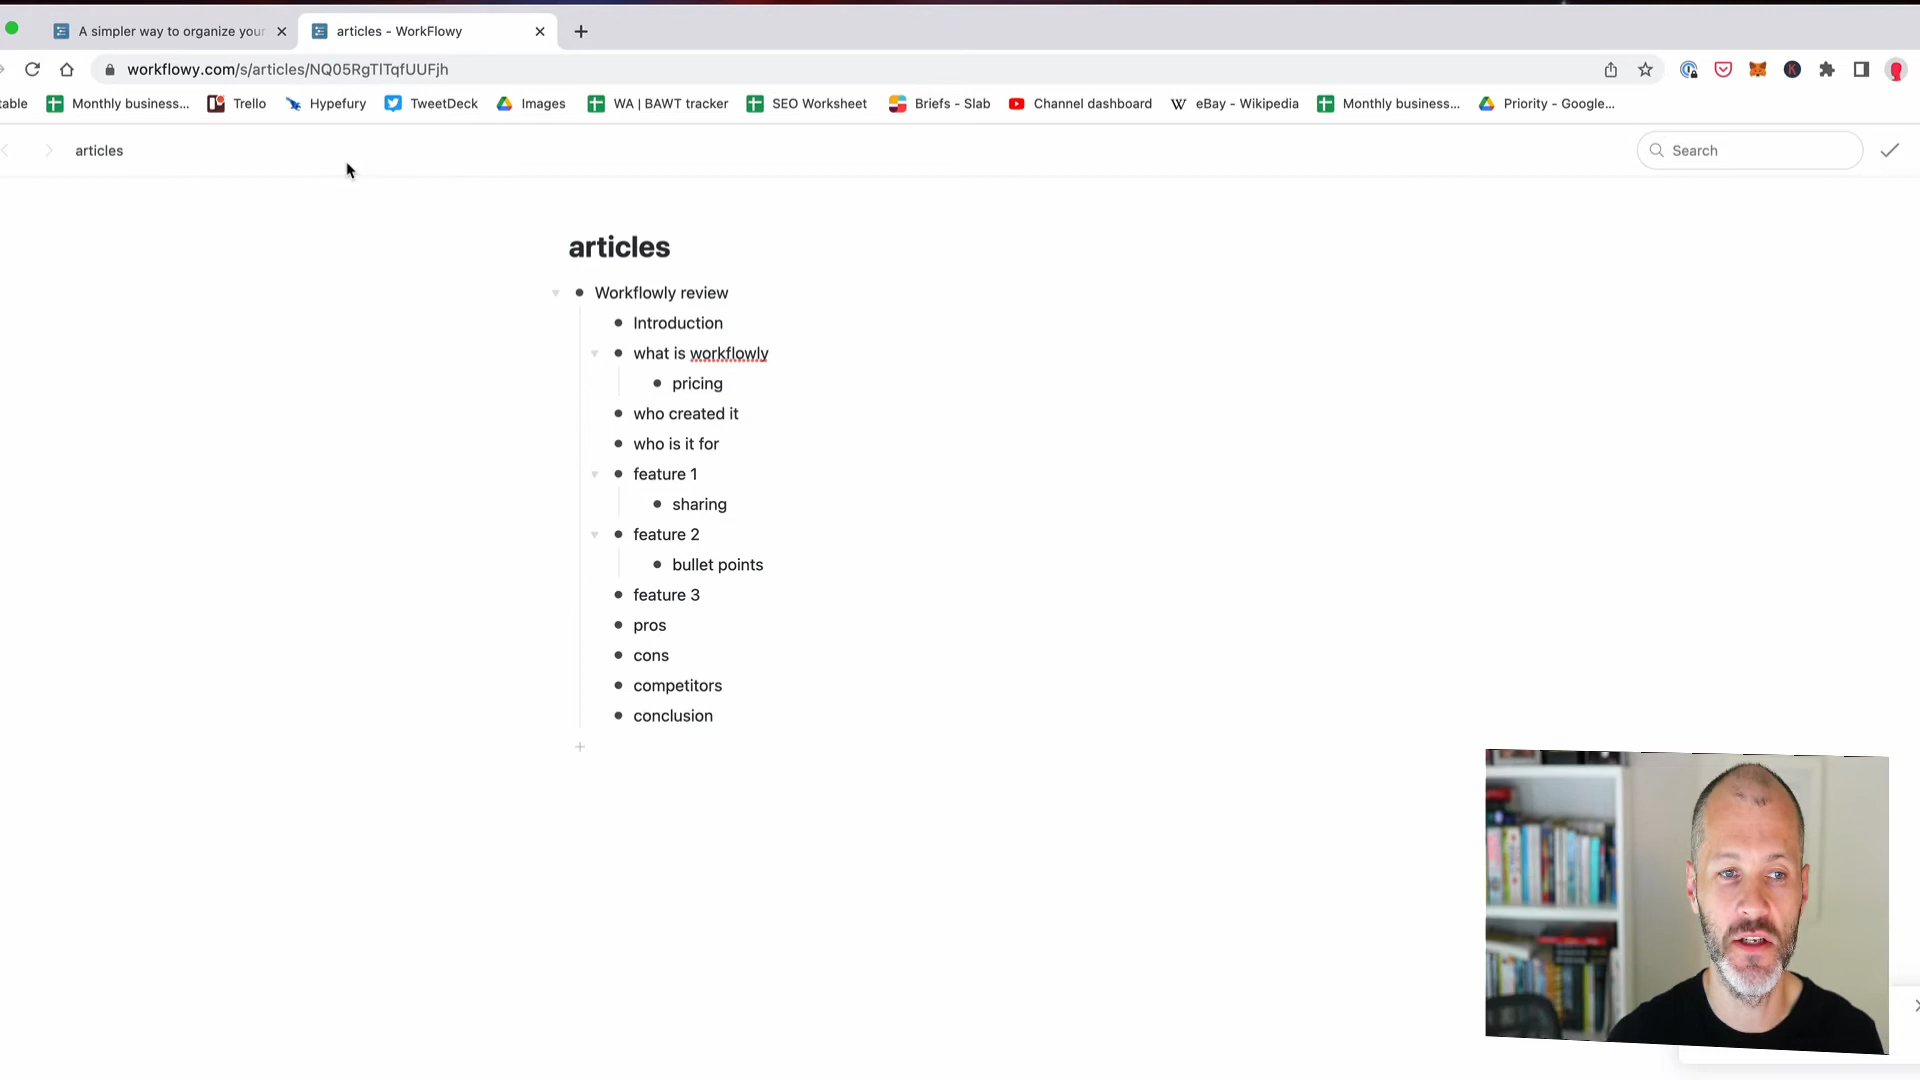 A simpler way to organize your
articles - WorkFlowy
workflowy.com/s/articles/NQ05RgTlTqfUUFjh
table
Monthly business...
Trello
Hypefury
TweetDeck
Images
WA | BAWT tracker
SEO Worksheet
Briefs - Slab
Channel dashboard
eBay - Wikipedia
Monthly business...
Priority - Google...
articles
Search
articles
Workflowly review
Introduction
what is workflowly
pricing
who created it
who is it for
feature 1
sharing
feature 2
bullet points
feature 3
pros
cons
competitors
conclusion